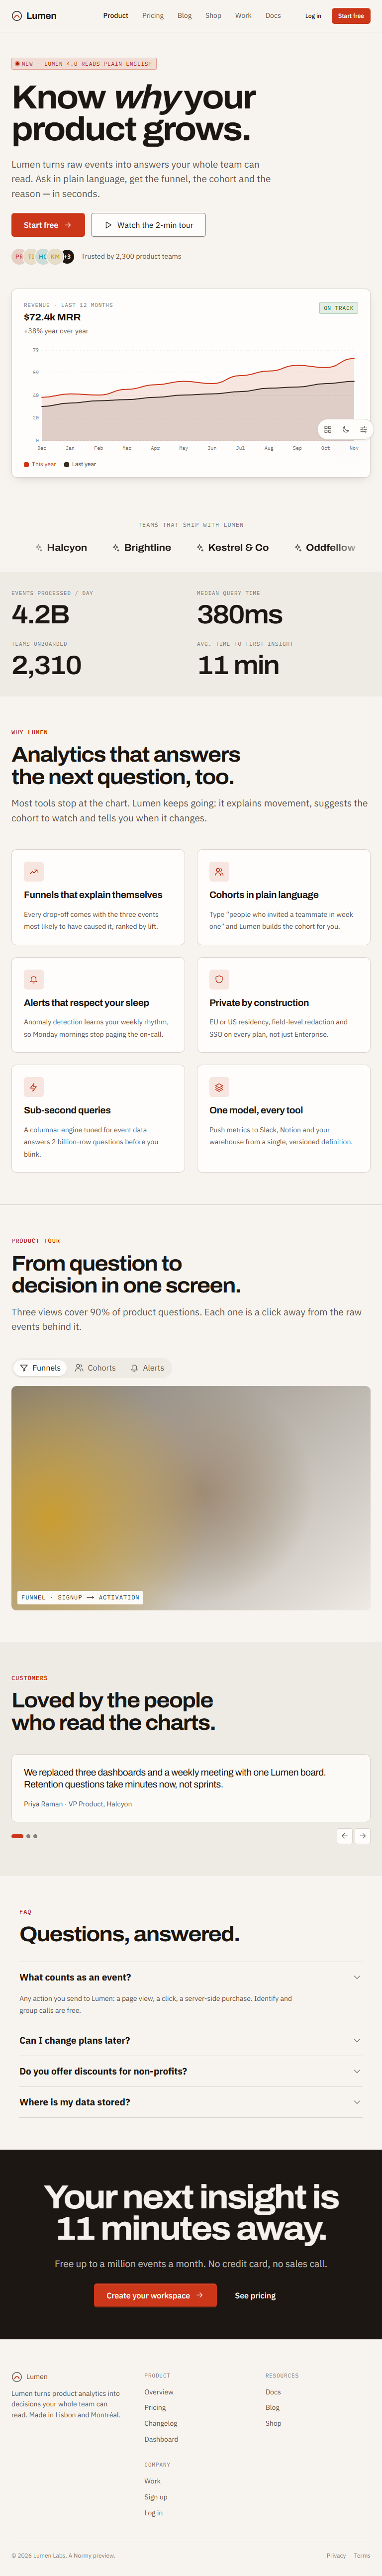 Lumen
Product Pricing Blog Shop Work Docs
Log in
Start free
NEW · LUMEN 4.0 READS PLAIN ENGLISH
Know why your
product grows.
Lumen turns raw events into answers your whole team can
read. Ask in plain language, get the funnel, the cohort and the
reason — in seconds.
Start free
Watch the 2-min tour
+3
Trusted by 2,300 product teams
REVENUE · LAST 12 MONTHS
$72.4k MRR
+38% year over year
ON TRACK
79
59
40
20
0
Dec Jan Feb Mar Apr May Jun Jul Aug Sep Oct Nov
This year Last year
TEAMS THAT SHIP WITH LUMEN
Halcyon Brightline Kestrel & Co Oddfellow
EVENTS PROCESSED / DAY
4.2B
MEDIAN QUERY TIME
380ms
TEAMS ONBOARDED
2,310
AVG. TIME TO FIRST INSIGHT
11 min
WHY LUMEN
Analytics that answers
the next question, too.
Most tools stop at the chart. Lumen keeps going: it explains movement, suggests the
cohort to watch and tells you when it changes.
Funnels that explain themselves
Every drop-off comes with the three events
most likely to have caused it, ranked by lift.
Cohorts in plain language
Type “people who invited a teammate in week
one” and Lumen builds the cohort for you.
Alerts that respect your sleep
Anomaly detection learns your weekly rhythm,
so Monday mornings stop paging the on-call.
Private by construction
EU or US residency, field-level redaction and
SSO on every plan, not just Enterprise.
Sub-second queries
A columnar engine tuned for event data
answers 2 billion-row questions before you
blink.
One model, every tool
Push metrics to Slack, Notion and your
warehouse from a single, versioned definition.
PRODUCT TOUR
From question to
decision in one screen.
Three views cover 90% of product questions. Each one is a click away from the raw
events behind it.
Funnels Cohorts Alerts
FUNNEL · SIGNUP ⟶ ACTIVATION
CUSTOMERS
Loved by the people
who read the charts.
We replaced three dashboards and a weekly meeting with one Lumen board.
Retention questions take minutes now, not sprints.
Priya Raman · VP Product, Halcyon
FAQ
Questions, answered.
What counts as an event?
Any action you send to Lumen: a page view, a click, a server-side purchase. Identify and
group calls are free.
Can I change plans later?
Do you offer discounts for non-profits?
Where is my data stored?
Your next insight is
11 minutes away.
Free up to a million events a month. No credit card, no sales call.
Create your workspace
See pricing
Lumen
Lumen turns product analytics into
decisions your whole team can
read. Made in Lisbon and Montréal.
PRODUCT
Overview
Pricing
Changelog
Dashboard
RESOURCES
Docs
Blog
Shop
COMPANY
Work
Sign up
Log in
© 2026 Lumen Labs. A Normy preview.
Privacy Terms